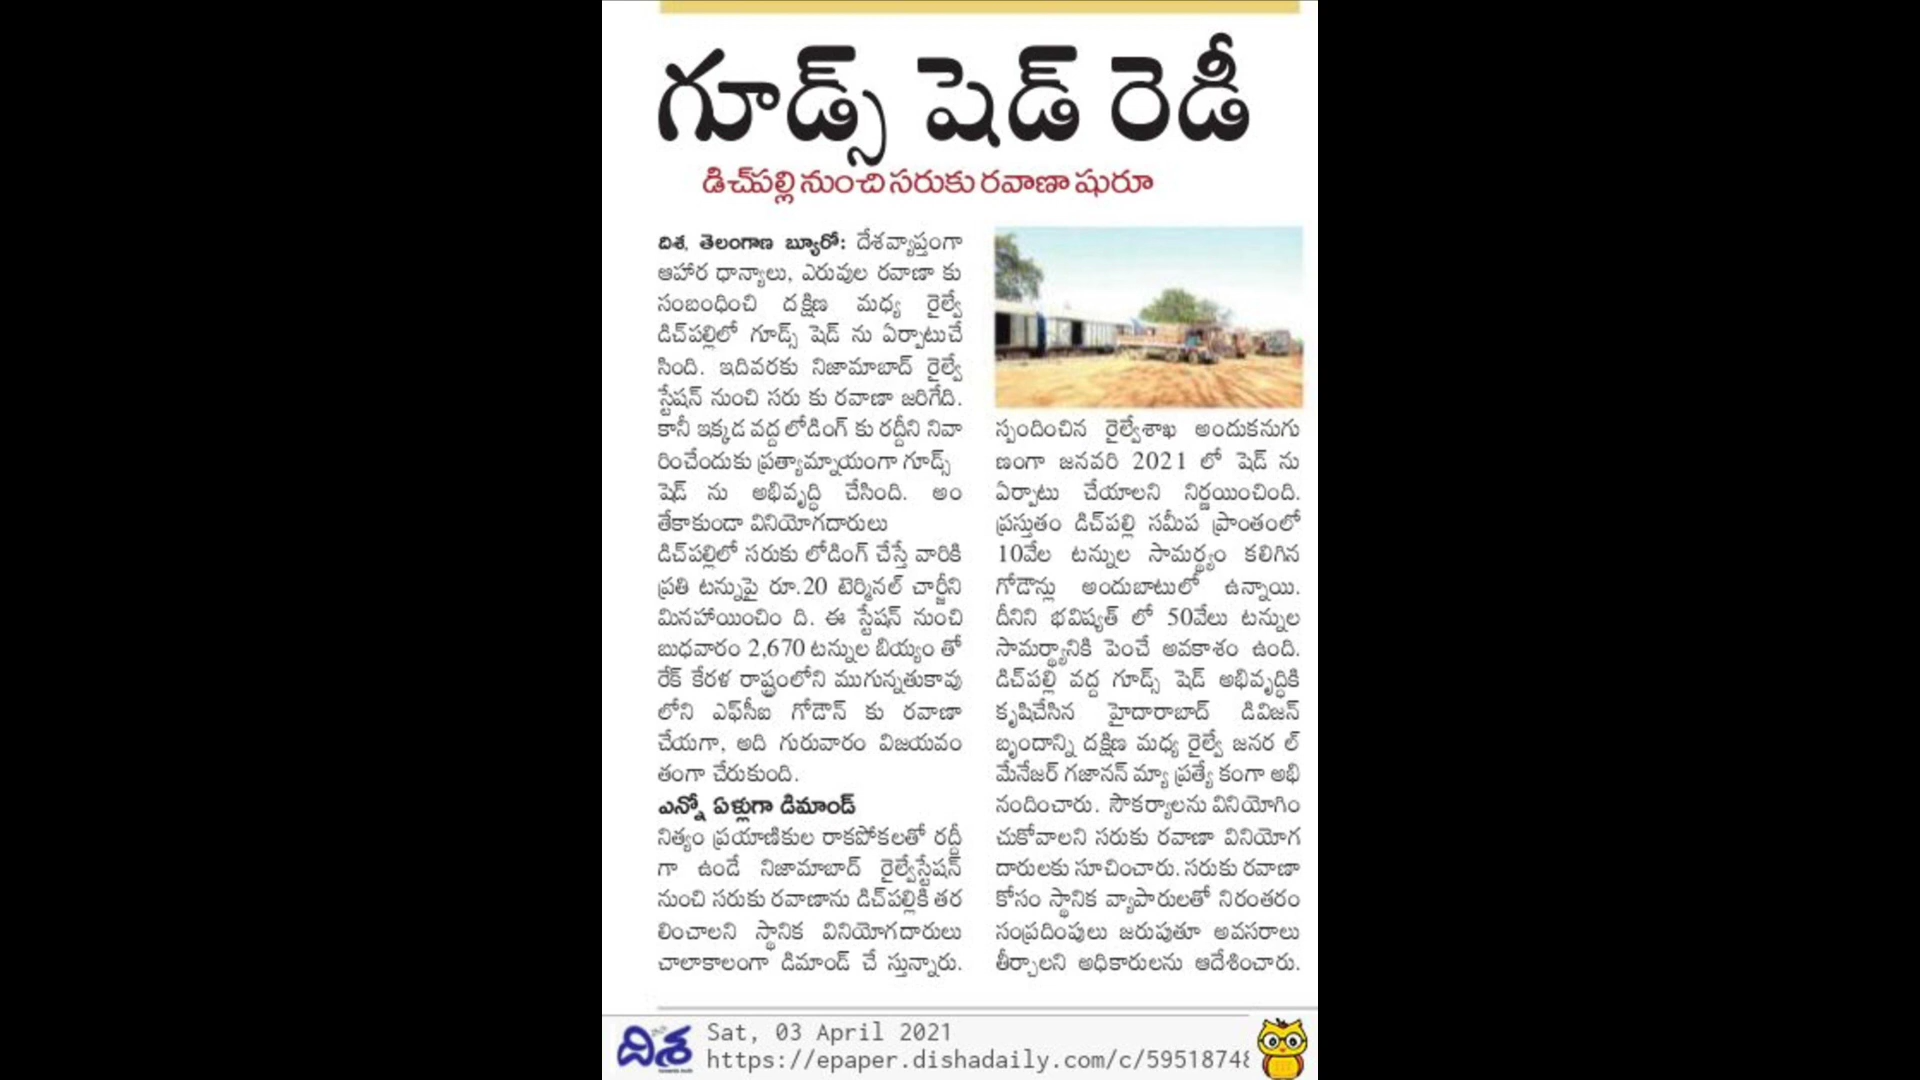 గూడ్స్ షెడ్ రెడీ
డిచ్‌పల్లి నుంచి సరుకు రవాణా షురూ
దిశ, తెలంగాణ బ్యూరో: దేశవ్యాప్తంగా
ఆహార ధాన్యాలు, ఎరువుల రవాణా కు
సంబంధించి దక్షిణ మధ్య రైల్వే
డిచ్‌పల్లిలో గూడ్స్ షెడ్ ను ఏర్పాటుచే
సింది. ఇదివరకు నిజామాబాద్ రైల్వే
స్టేషన్ నుంచి సరు కు రవాణా జరిగేది.
కానీ ఇక్కడ వద్ద లోడింగ్ కు రద్దీని నివా
రించేందుకు ప్రత్యామ్నాయంగా గూడ్స్
షెడ్ ను అభివృద్ధి చేసింది. అం
తేకాకుండా వినియోగదారులు
డిచ్‌పల్లిలో సరుకు లోడింగ్ చేస్తే వారికి
ప్రతి టన్నుపై రూ.20 టెర్మినల్ చార్జీని
మినహాయించిం ది. ఈ స్టేషన్ నుంచి
బుధవారం 2,670 టన్నుల బియ్యం తో
రేక్ కేరళ రాష్ట్రంలోని ముగున్నతుకావు
లోని ఎఫ్‌సీఐ గోడౌన్ కు రవాణా
చేయగా, అది గురువారం విజయవం
తంగా చేరుకుంది.
ఎన్నో ఏళ్లుగా డిమాండ్
నిత్యం ప్రయాణికుల రాకపోకలతో రద్దీ
గా ఉండే నిజామాబాద్ రైల్వేస్టేషన్
నుంచి సరుకు రవాణాను డిచ్‌పల్లికి తర
లించాలని స్థానిక వినియోగదారులు
చాలాకాలంగా డిమాండ్ చే స్తున్నారు.
స్పందించిన రైల్వేశాఖ అందుకనుగు
ణంగా జనవరి 2021 లో షెడ్ ను
ఏర్పాటు చేయాలని నిర్ణయించింది.
ప్రస్తుతం డిచ్‌పల్లి సమీప ప్రాంతంలో
10వేల టన్నుల సామర్థ్యం కలిగిన
గోడౌన్లు అందుబాటులో ఉన్నాయి.
దీనిని భవిష్యత్ లో 50వేలు టన్నుల
సామర్థ్యానికి పెంచే అవకాశం ఉంది.
డిచ్‌పల్లి వద్ద గూడ్స్ షెడ్ అభివృద్ధికి
కృషిచేసిన హైదారాబాద్ డివిజన్
బృందాన్ని దక్షిణ మధ్య రైల్వే జనర ల్
మేనేజర్ గజానన్ మ్యా ప్రత్యే కంగా అభి
నందించారు. సౌకర్యాలను వినియోగిం
చుకోవాలని సరుకు రవాణా వినియోగ
దారులకు సూచించారు. సరుకు రవాణా
కోసం స్థానిక వ్యాపారులతో నిరంతరం
సంప్రదింపులు జరుపుతూ అవసరాలు
తీర్చాలని అధికారులను ఆదేశించారు.
దిశ
Sat, 03 April 2021
https://epaper.dishadaily.com/c/59518748